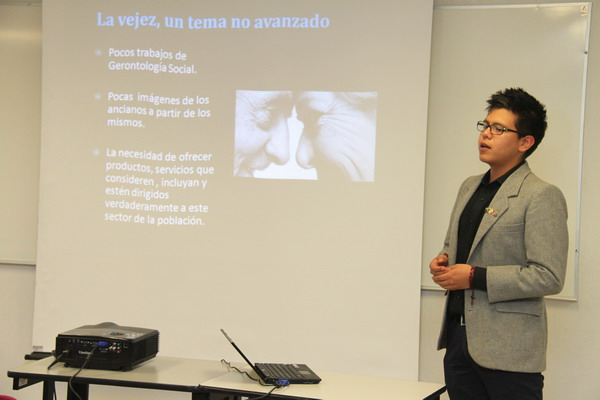 La vejez, un tema no avanzado
Pocos trabajos de
Gerontología Social.
Pocas imágenes de los
ancianos a partir de los
mismos.
La necesidad de ofrecer
productos, servicios que
consideren , incluyan y
estén dirigidos
verdaderamente a este
sector de la población.